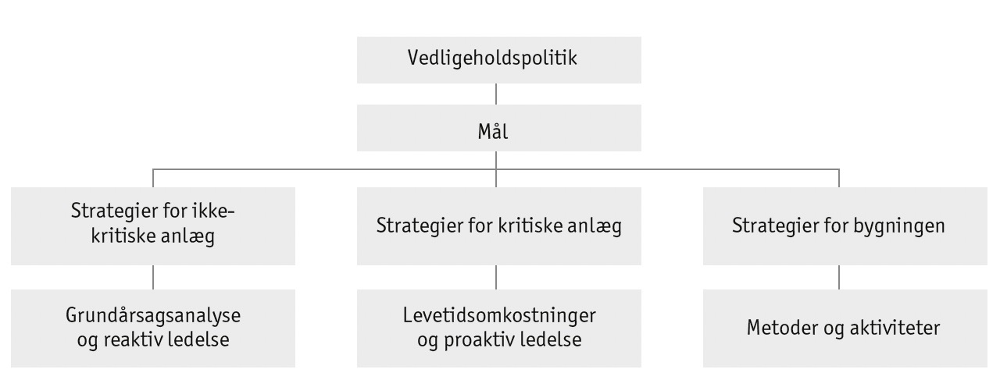 Vedligeholdspolitik
Mål
Strategier for ikke-
kritiske anlæg
Strategier for kritiske anlæg
Strategier for bygningen
Grundårsagsanalyse
og reaktiv ledelse
Levetidsomkostninger
og proaktiv ledelse
Metoder og aktiviteter